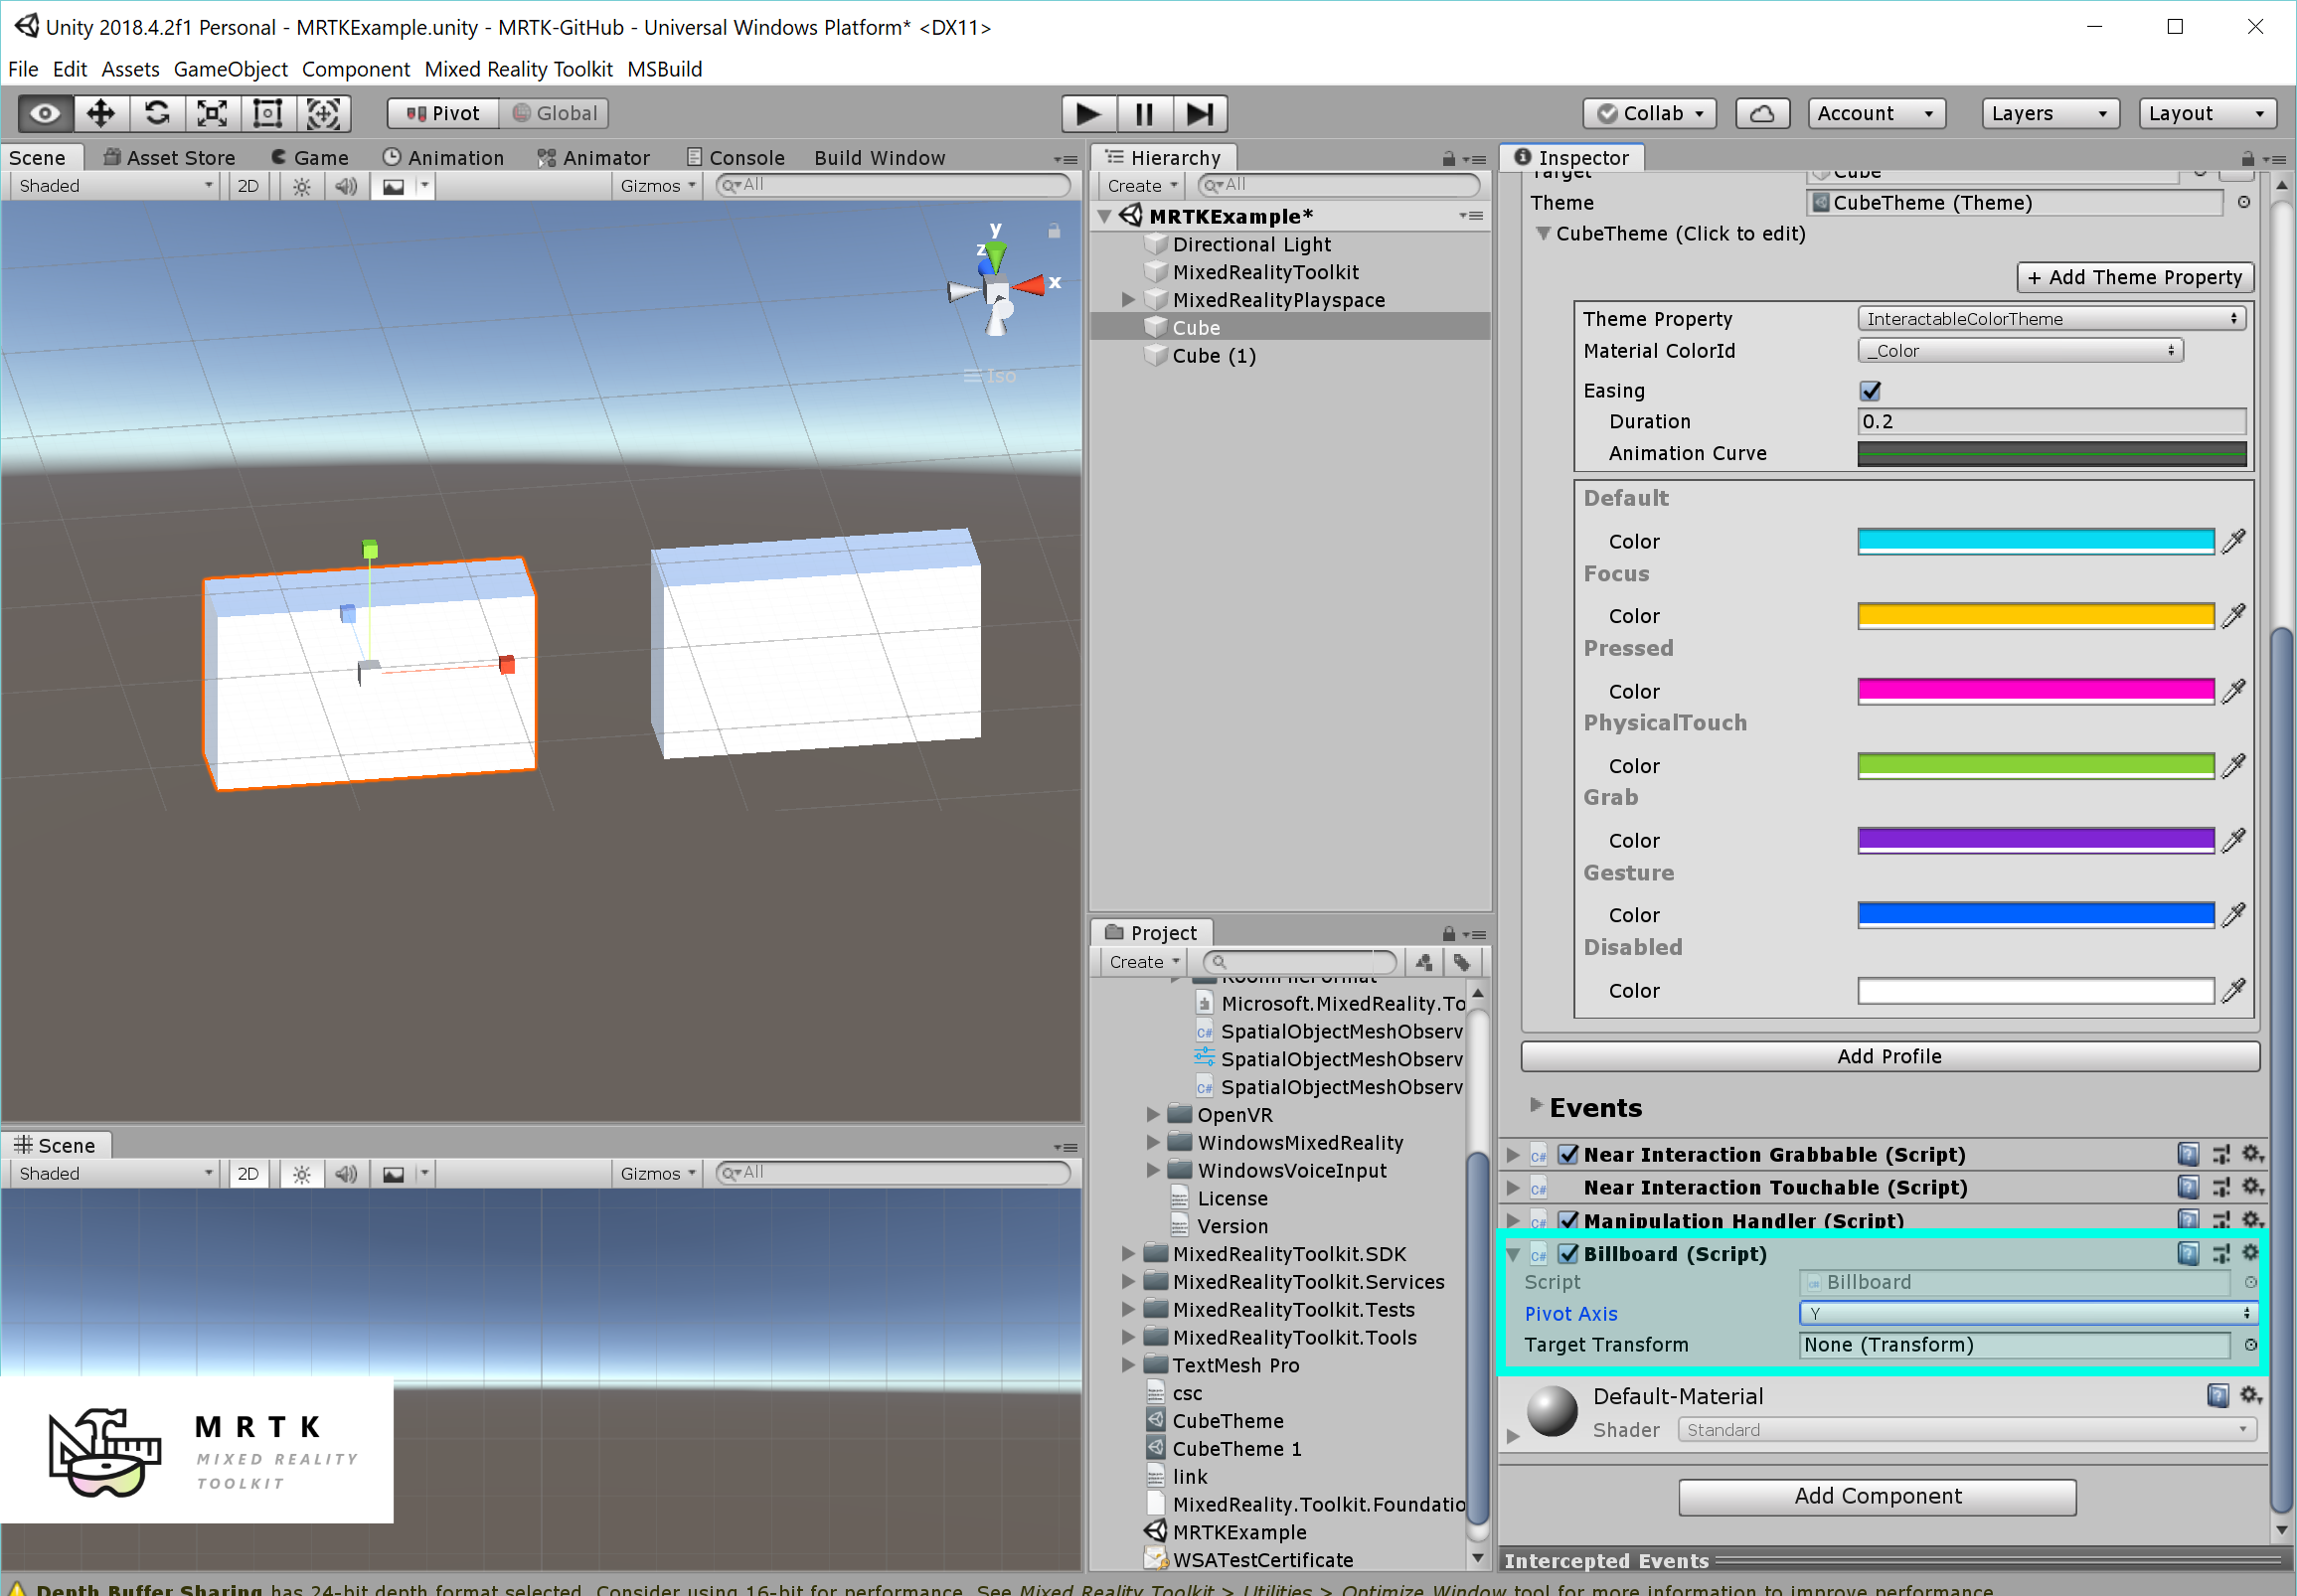 Unity 2018.4.2f1 Personal - MRTKExample.unity - MRTK-GitHub - Universal Windows Platform* <DX11>
File Edit Assets GameObject Component Mixed Reality Toolkit MSBuild
Pivot Global Collab Account Layers Layout
Scene Asset Store Game Animation Animator Console Build Window
Shaded 2D Gizmos All
y
z
x
Iso
Hierarchy
Create All
MRTKExample*
Directional Light
MixedRealityToolkit
MixedRealityPlayspace
Cube
Cube (1)
Scene
Shaded 2D Gizmos All
MRTK
MIXED REALITY
TOOLKIT
Project
Create
RoomFileFormat
Microsoft.MixedReality.To
SpatialObjectMeshObserv
SpatialObjectMeshObserv
SpatialObjectMeshObserv
OpenVR
WindowsMixedReality
WindowsVoiceInput
License
Version
MixedRealityToolkit.SDK
MixedRealityToolkit.Services
MixedRealityToolkit.Tests
MixedRealityToolkit.Tools
TextMesh Pro
csc
CubeTheme
CubeTheme 1
link
MixedReality.Toolkit.Foundatio
MRTKExample
WSATestCertificate
Inspector
Target Cube
Theme CubeTheme (Theme)
CubeTheme (Click to edit)
+ Add Theme Property
Theme Property InteractableColorTheme
Material ColorId _Color
Easing
Duration 0.2
Animation Curve
Default
Color
Focus
Color
Pressed
Color
PhysicalTouch
Color
Grab
Color
Gesture
Color
Disabled
Color
Add Profile
Events
C# Near Interaction Grabbable (Script)
C# Near Interaction Touchable (Script)
C# Manipulation Handler (Script)
C# Billboard (Script)
Script Billboard
Pivot Axis Y
Target Transform None (Transform)
Default-Material
Shader Standard
Add Component
Intercepted Events
Depth Buffer Sharing has 24-bit depth format selected. Consider using 16-bit for performance. See Mixed Reality Toolkit > Utilities > Optimize Window tool for more information to improve performance